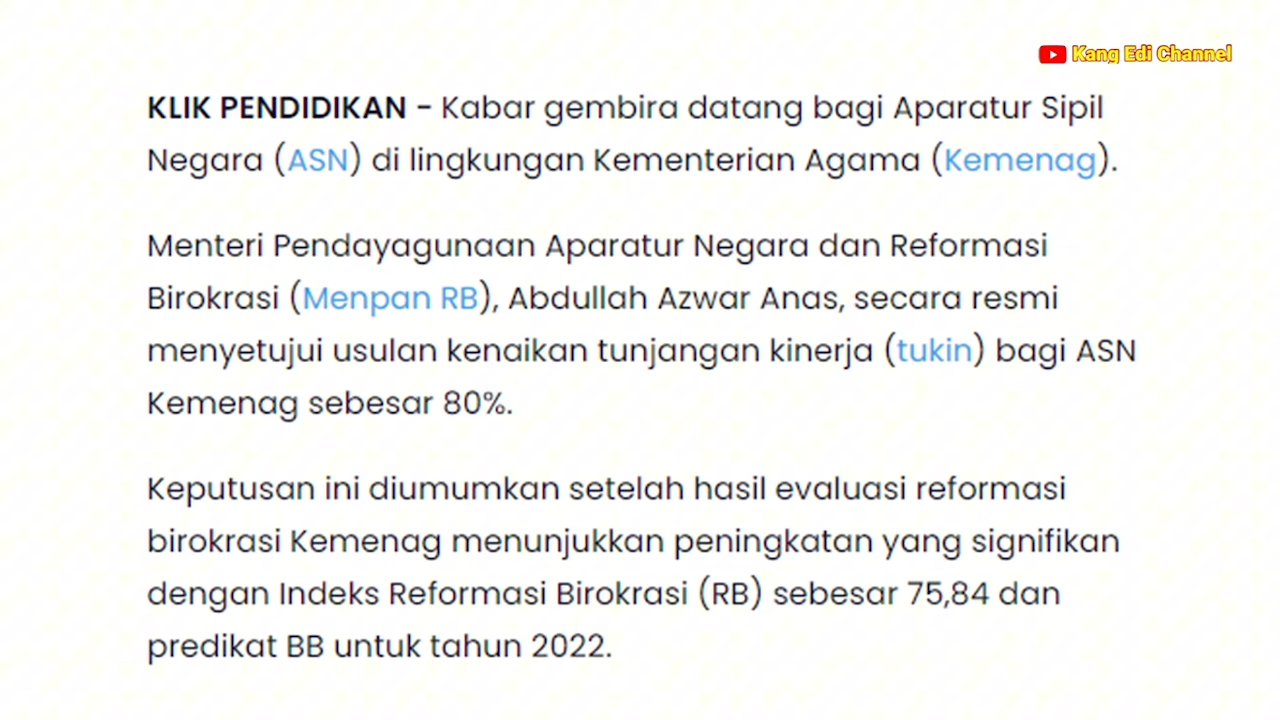 Kang Edi Channel
KLIK PENDIDIKAN - Kabar gembira datang bagi Aparatur Sipil
Negara (ASN) di lingkungan Kementerian Agama (Kemenag).
Menteri Pendayagunaan Aparatur Negara dan Reformasi
Birokrasi (Menpan RB), Abdullah Azwar Anas, secara resmi
menyetujui usulan kenaikan tunjangan kinerja (tukin) bagi ASN
Kemenag sebesar 80%.
Keputusan ini diumumkan setelah hasil evaluasi reformasi
birokrasi Kemenag menunjukkan peningkatan yang signifikan
dengan Indeks Reformasi Birokrasi (RB) sebesar 75,84 dan
predikat BB untuk tahun 2022.